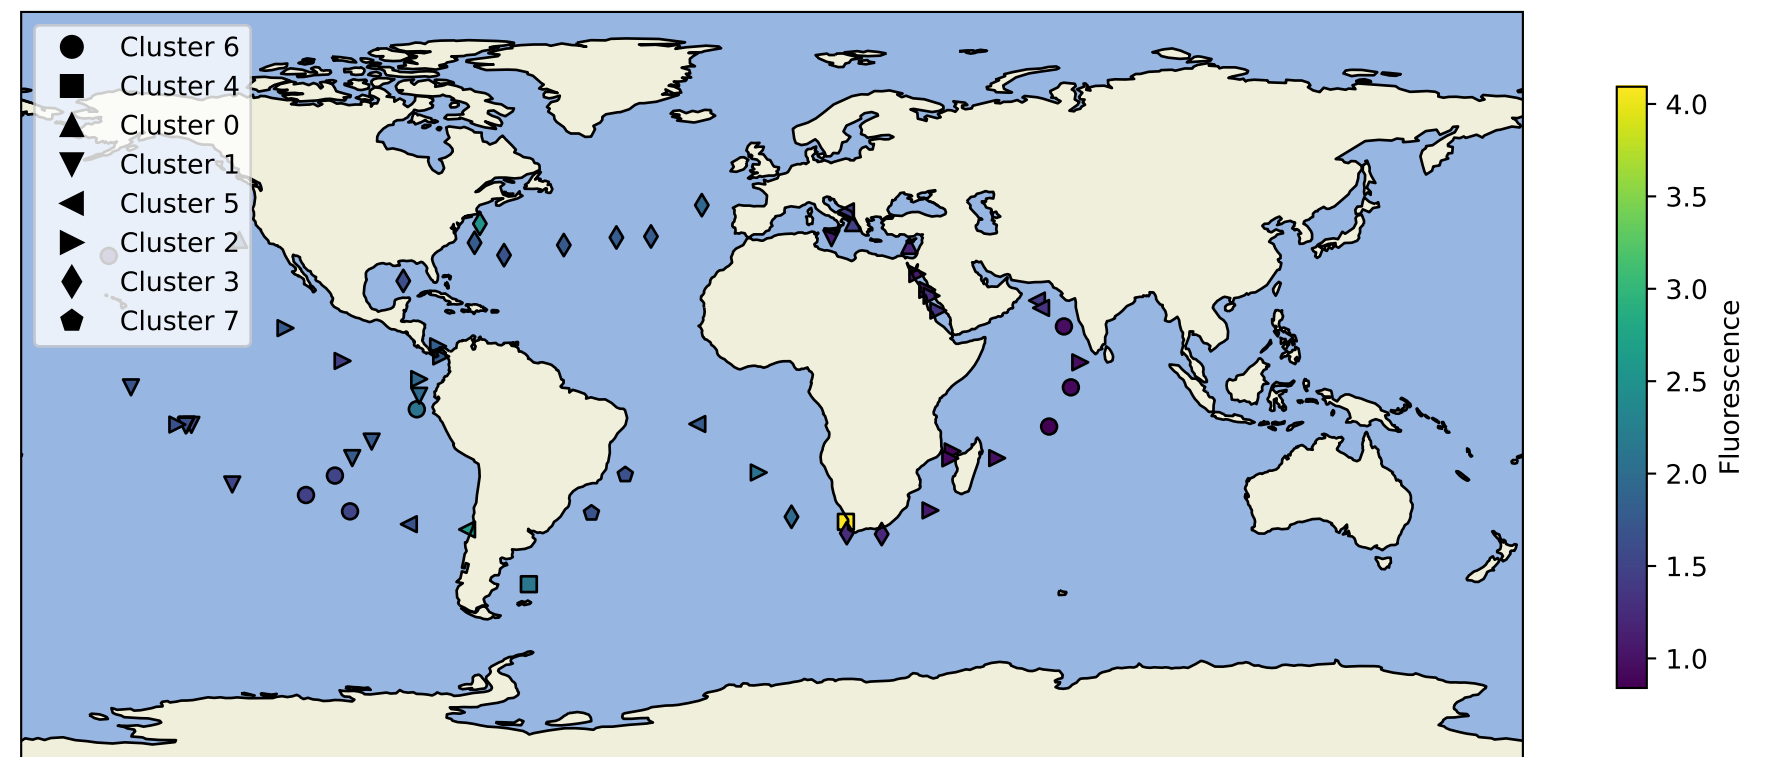 Cluster 6
Cluster 4
Cluster 0
Cluster 1
Cluster 5
Cluster 2
Cluster 3
Cluster 7
4.0
3.5
3.0
2.5
2.0
1.5
1.0
Fluorescence